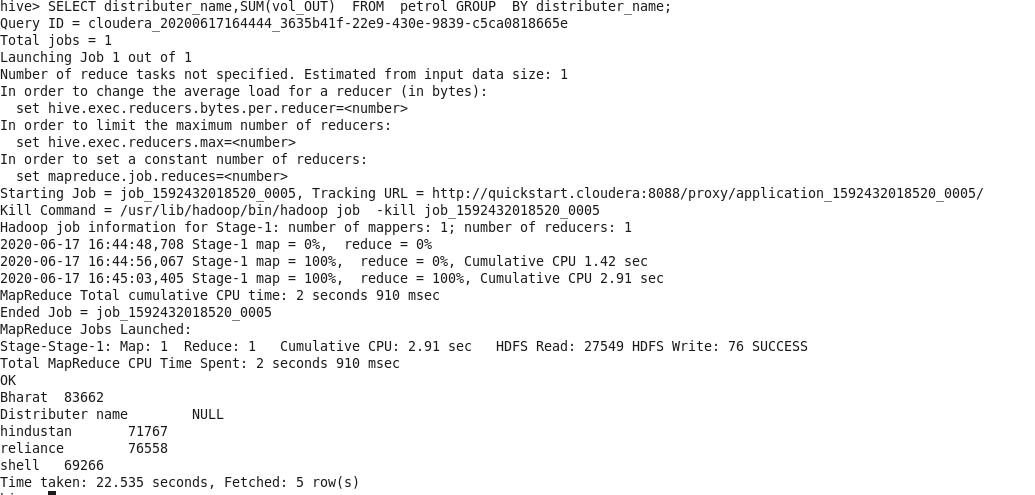 hive> SELECT distributer_name,SUM(vol_OUT)  FROM  petrol GROUP  BY distributer_name;
Query ID = cloudera_20200617164444_3635b41f-22e9-430e-9839-c5ca0818665e
Total jobs = 1
Launching Job 1 out of 1
Number of reduce tasks not specified. Estimated from input data size: 1
In order to change the average load for a reducer (in bytes):
  set hive.exec.reducers.bytes.per.reducer=<number>
In order to limit the maximum number of reducers:
  set hive.exec.reducers.max=<number>
In order to set a constant number of reducers:
  set mapreduce.job.reduces=<number>
Starting Job = job_1592432018520_0005, Tracking URL = http://quickstart.cloudera:8088/proxy/application_1592432018520_0005/
Kill Command = /usr/lib/hadoop/bin/hadoop job  -kill job_1592432018520_0005
Hadoop job information for Stage-1: number of mappers: 1; number of reducers: 1
2020-06-17 16:44:48,708 Stage-1 map = 0%,  reduce = 0%
2020-06-17 16:44:56,067 Stage-1 map = 100%,  reduce = 0%, Cumulative CPU 1.42 sec
2020-06-17 16:45:03,405 Stage-1 map = 100%,  reduce = 100%, Cumulative CPU 2.91 sec
MapReduce Total cumulative CPU time: 2 seconds 910 msec
Ended Job = job_1592432018520_0005
MapReduce Jobs Launched:
Stage-Stage-1: Map: 1  Reduce: 1   Cumulative CPU: 2.91 sec   HDFS Read: 27549 HDFS Write: 76 SUCCESS
Total MapReduce CPU Time Spent: 2 seconds 910 msec
OK
Bharat  83662
Distributer name        NULL
hindustan       71767
reliance        76558
shell   69266
Time taken: 22.535 seconds, Fetched: 5 row(s)